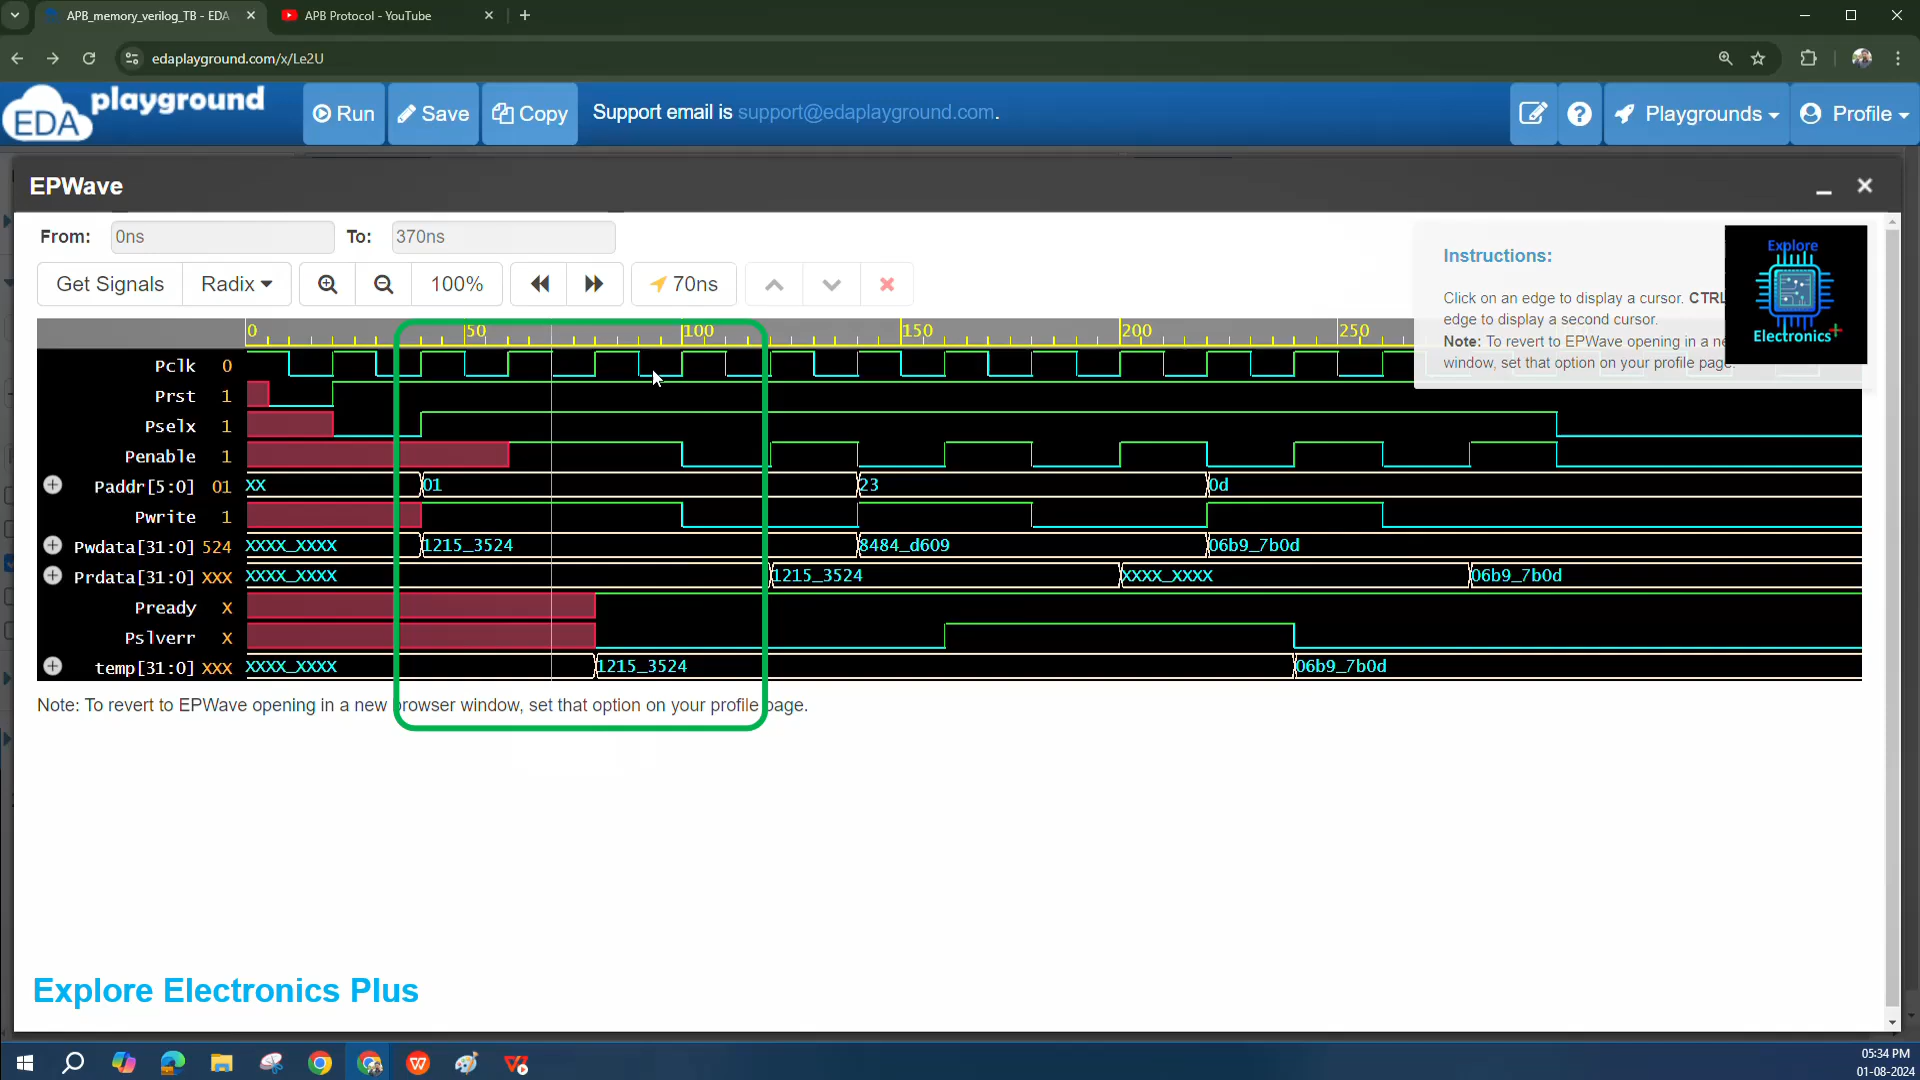 APB_memory_verilog_TB - EDA
APB Protocol - YouTube
edaplayground.com/x/Le2U
EDA playground
Run
Save
Copy
Support email is support@edaplayground.com.
Playgrounds
Profile
EPWave
From: 0ns To: 370ns
Get Signals
Radix
100%
70ns
Instructions:
Click on an edge to display a cursor. CTRL
edge to display a second cursor.
Note: To revert to EPWave opening in a ne
window, set that option on your profile page.
Explore
Electronics+
0 50 100 150 200 250
Pclk 0
Prst 1
Pselx 1
Penable 1
Paddr[5:0] 01 XX 01 23 0d
Pwrite 1
Pwdata[31:0] 524 XXXX_XXXX 1215_3524 8484_d609 06b9_7b0d
Prdata[31:0] XXX XXXX_XXXX 1215_3524 XXXX_XXXX 06b9_7b0d
Pready X
Pslverr X
temp[31:0] XXX XXXX_XXXX 1215_3524 06b9_7b0d
Note: To revert to EPWave opening in a new browser window, set that option on your profile page.
Explore Electronics Plus
05:34 PM
01-08-2024